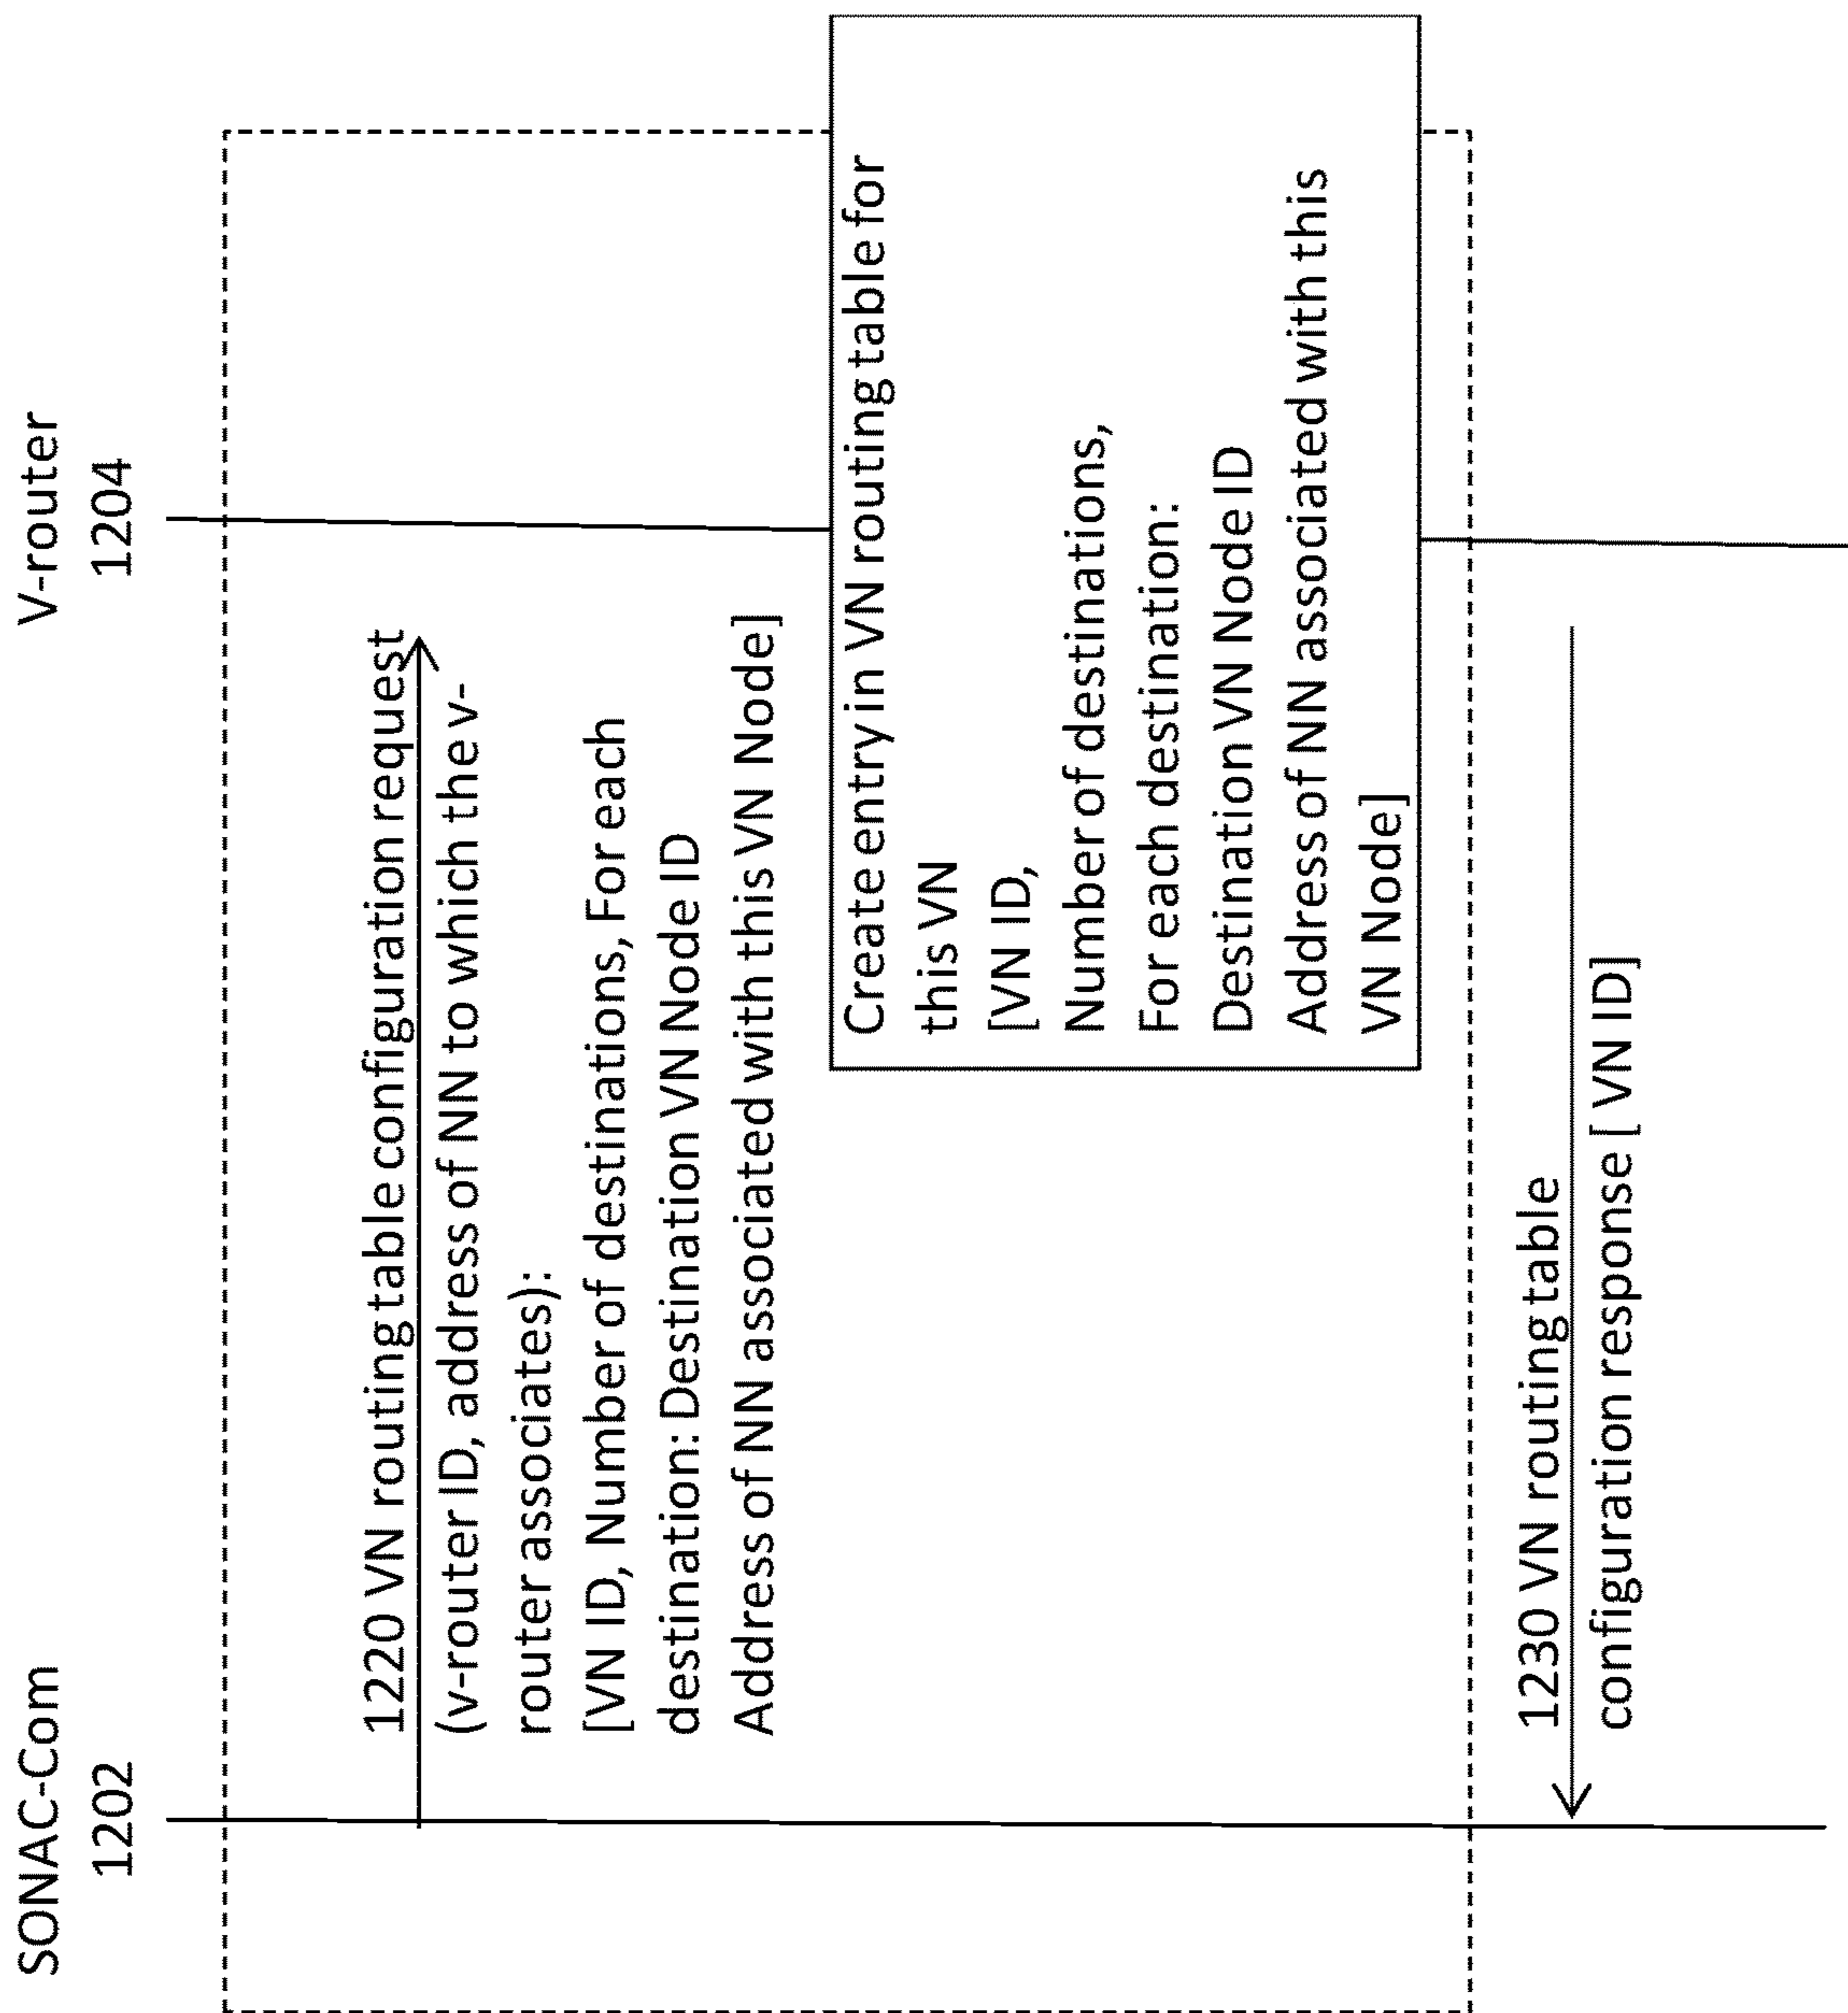 SONAC-Com
1202
V-router
1204
1220 VN routing table configuration request
(v-router ID, address of NN to which the v-
router associates):
[VN ID, Number of destinations, For each
destination: Destination VN Node ID
Address of NN associated with this VN Node]
Create entry in VN routing table for
this VN
[VN ID,
Number of destinations,
For each destination:
Destination VN Node ID
Address of NN associated with this
VN Node]
1230 VN routing table
configuration response [ VN ID]